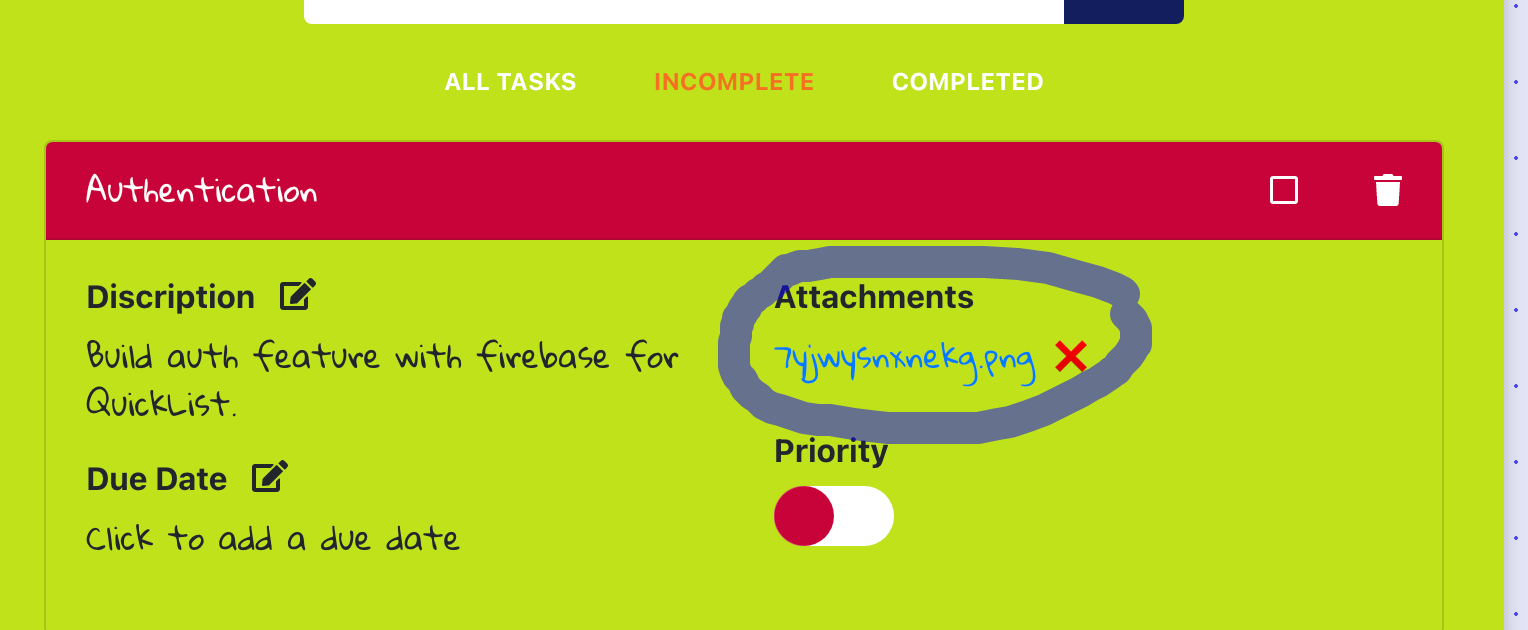 ALL TASKS
INCOMPLETE
COMPLETED
Authentication
Discription
Build auth feature with firebase for
QuickList.
Due Date
Click to add a due date
Attachments
7yjwysnxnekg.png
Priority